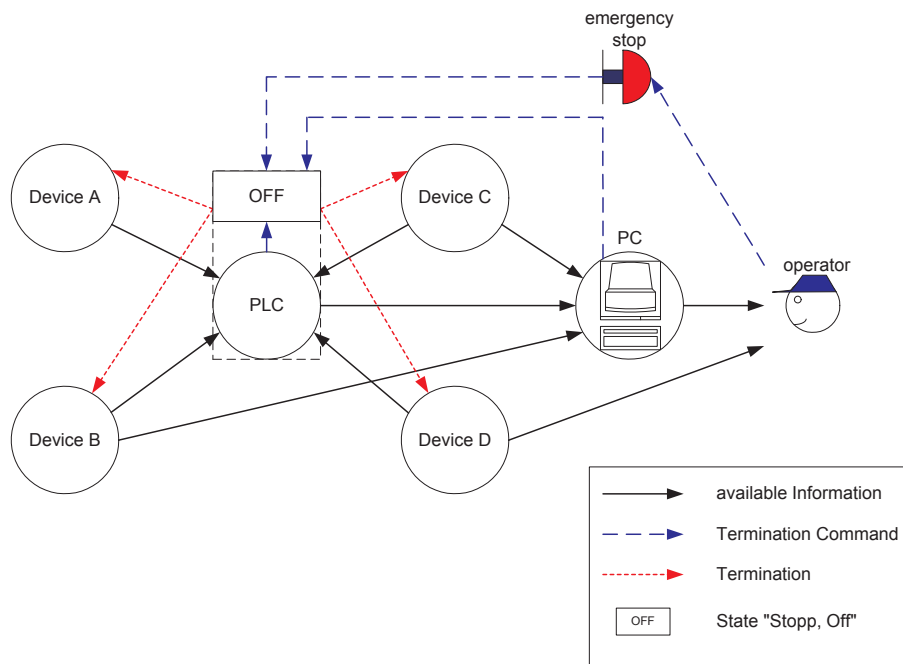 emergency
stop
Device A
OFF
Device C
PC
operator
PLC
Device B
Device D
available Information
Termination Command
Termination
OFF
State "Stopp, Off"